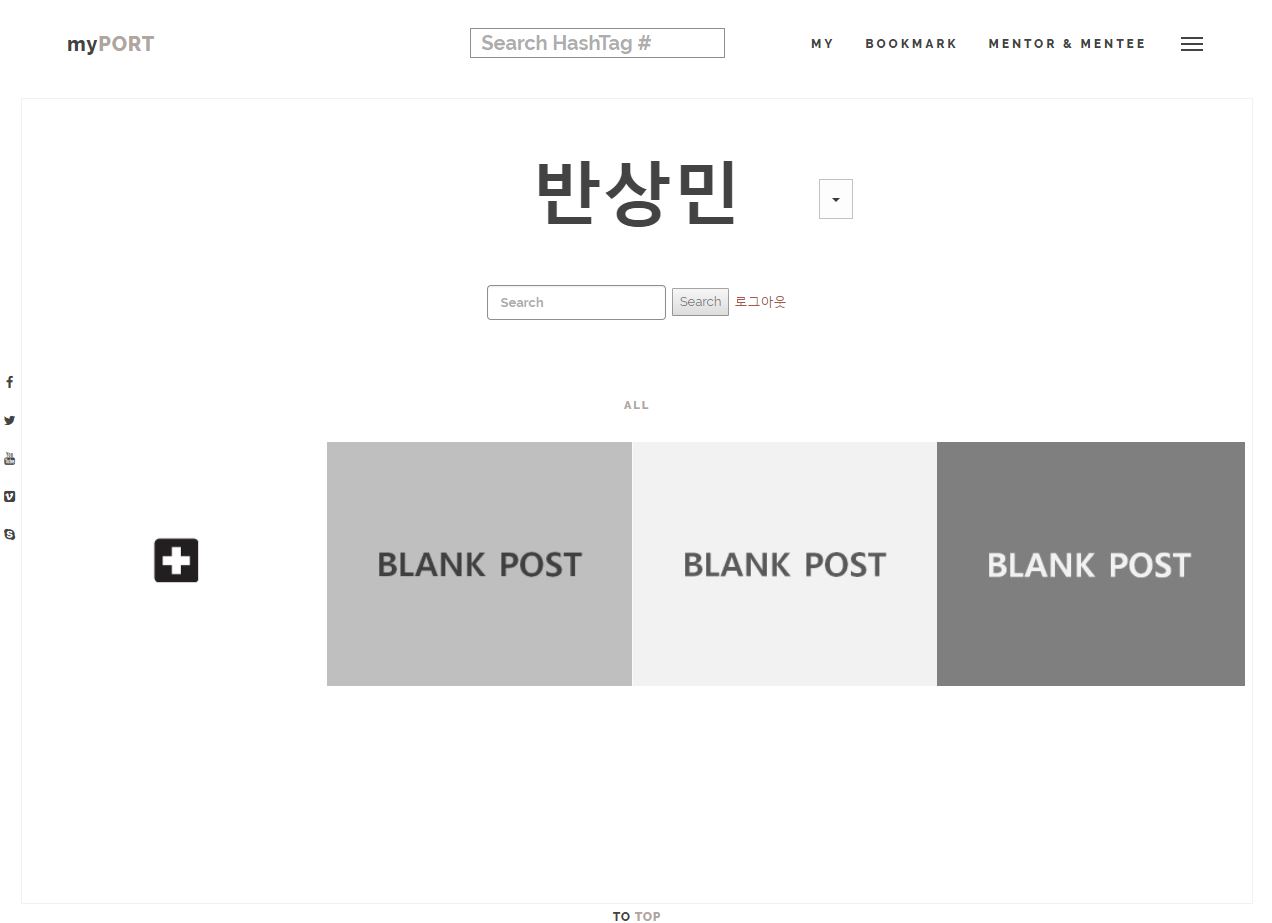 myPORT
Search HashTag #
MY BOOKMARK MENTOR & MENTEE
반상민
Search Search 로그아웃
ALL
BLANK POST BLANK POST BLANK POST
TO TOP